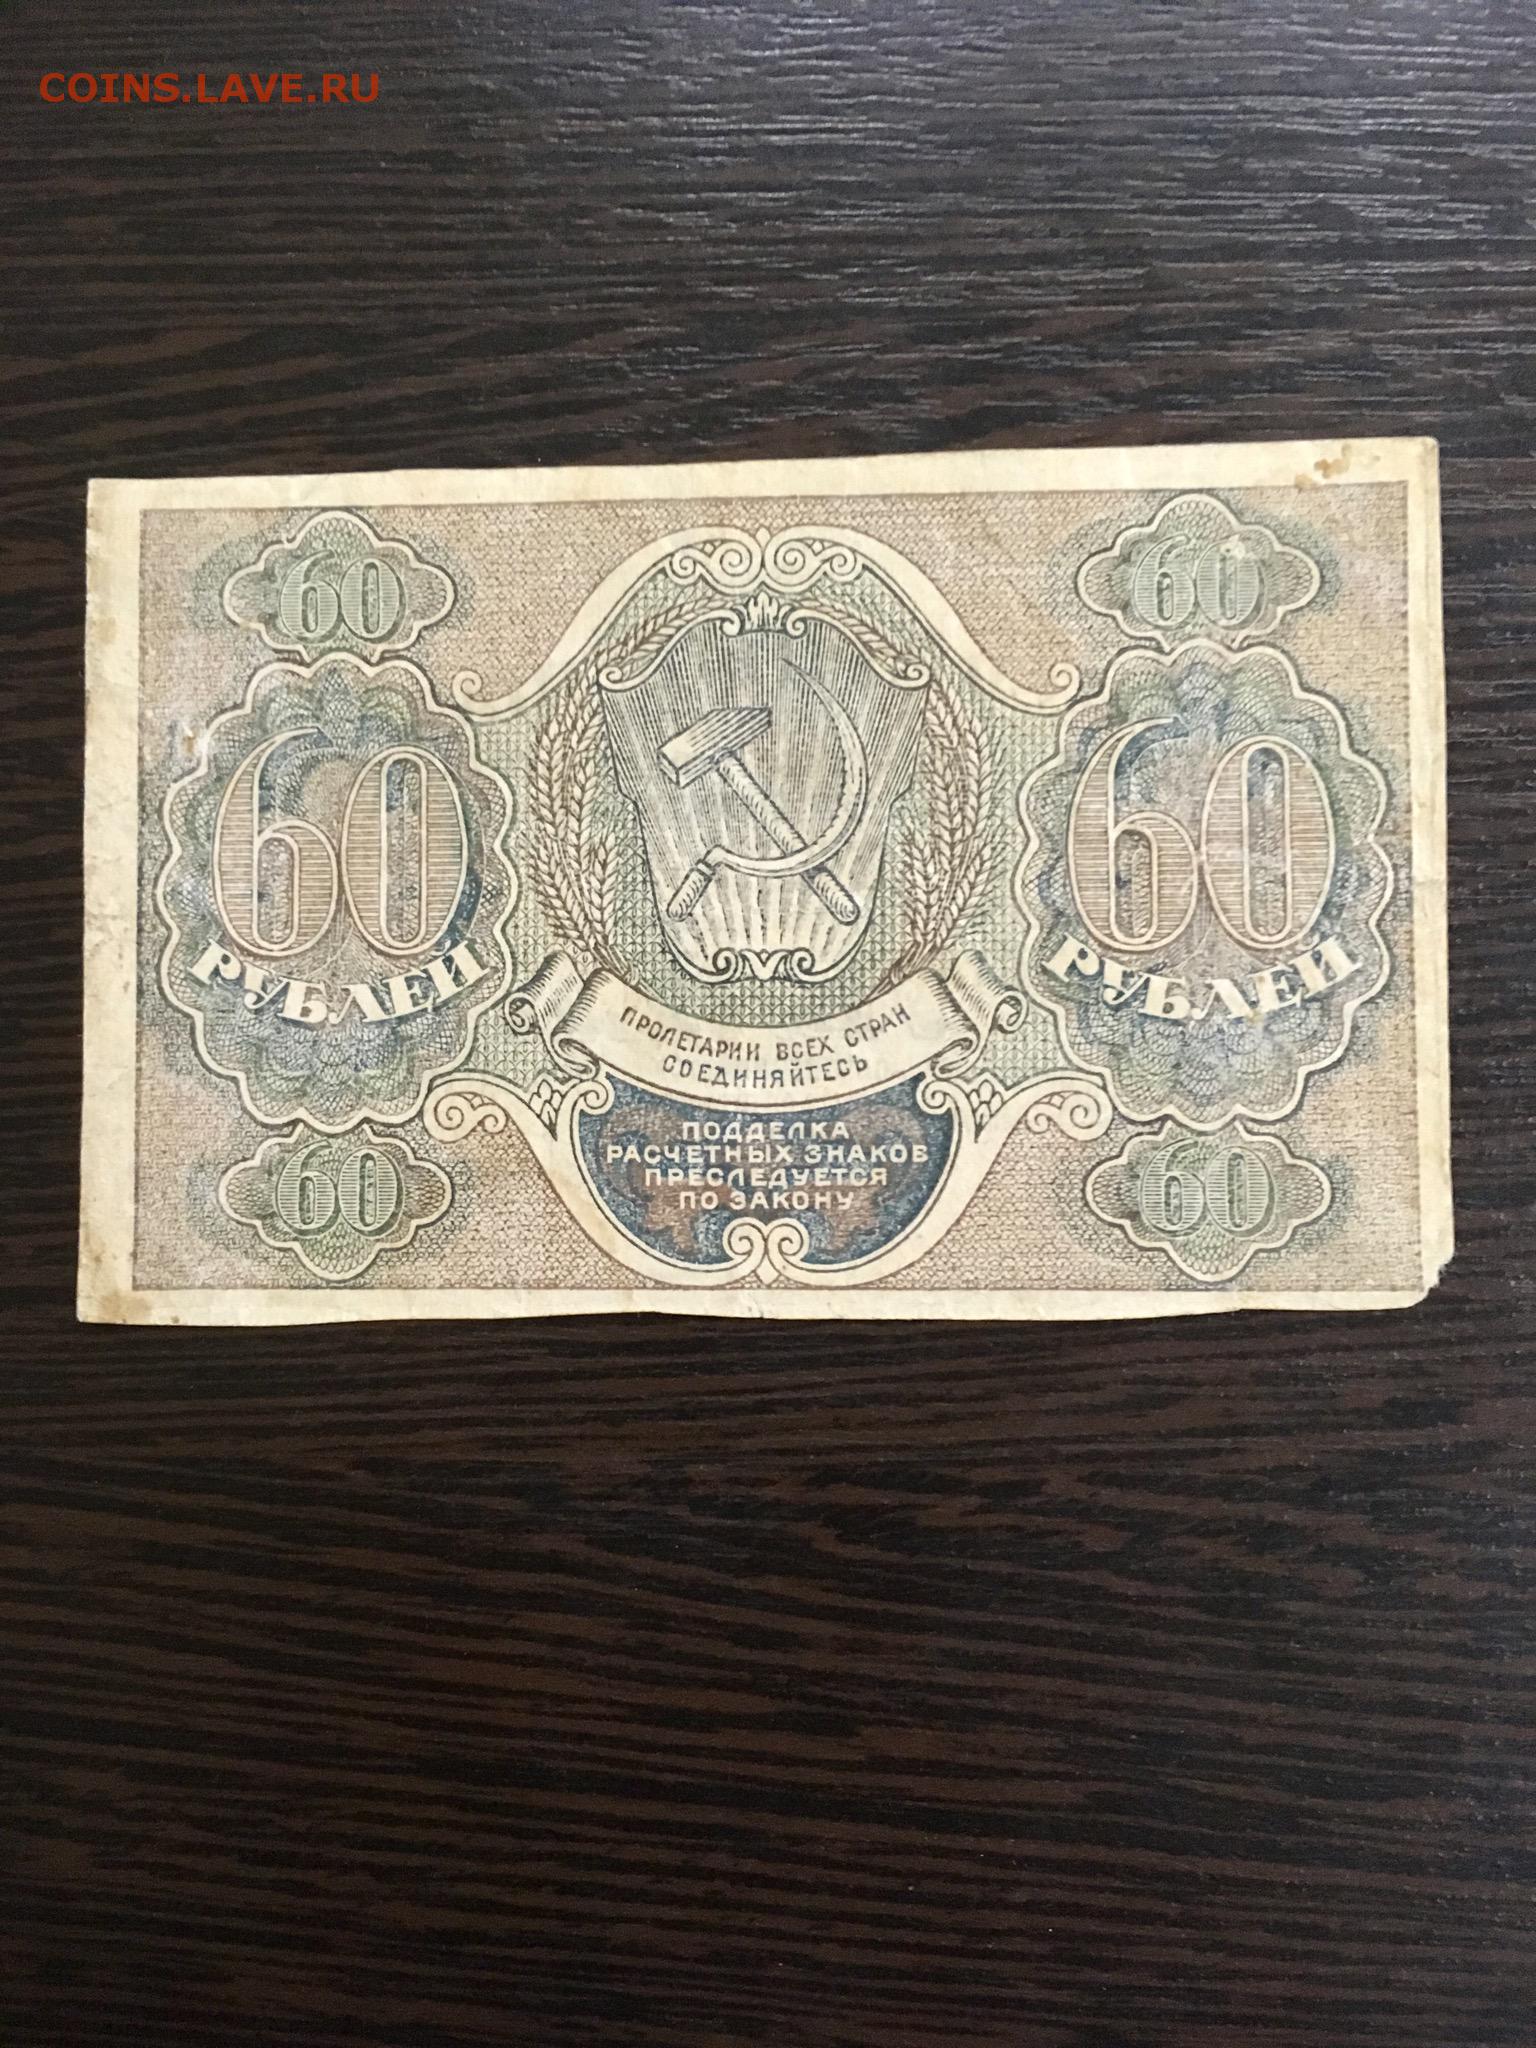 COINS.LAVE.RU
60
60
60
60
РУБЛЕЙ
РУБЛЕЙ
ПРОЛЕТАРИИ ВСЕХ СТРАН
СОЕДИНЯЙТЕСЬ
ПОДДЕЛКА
РАСЧЕТНЫХ ЗНАКОВ
ПРЕСЛЕДУЕТСЯ
ПО ЗАКОНУ
60
60